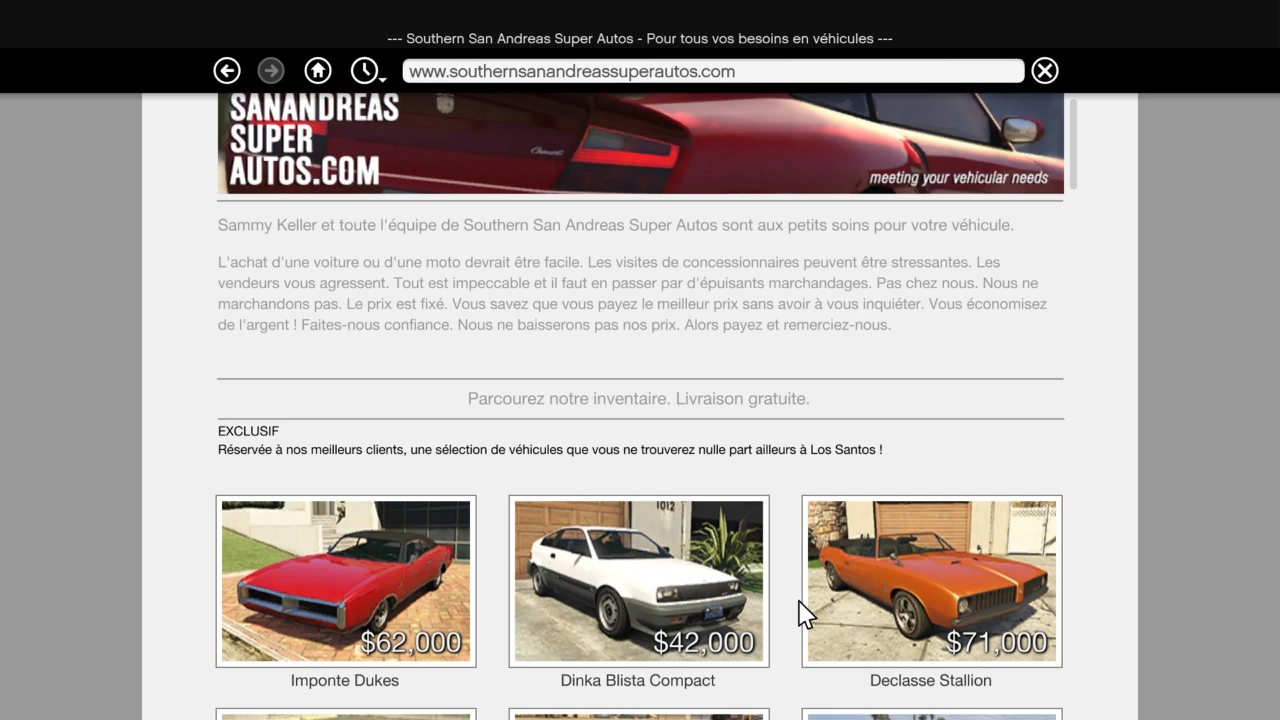 --- Southern San Andreas Super Autos - Pour tous vos besoins en véhicules ---
www.southernsanandreassuperautos.com
SANANDREAS
SUPER
AUTOS.COM
meeting your vehicular needs
Sammy Keller et toute l'équipe de Southern San Andreas Super Autos sont aux petits soins pour votre véhicule.
L'achat d'une voiture ou d'une moto devrait être facile. Les visites de concessionnaires peuvent être stressantes. Les
vendeurs vous agressent. Tout est impeccable et il faut en passer par d'épuisants marchandages. Pas chez nous. Nous ne
marchandons pas. Le prix est fixé. Vous savez que vous payez le meilleur prix sans avoir à vous inquiéter. Vous économisez
de l'argent ! Faites-nous confiance. Nous ne baisserons pas nos prix. Alors payez et remerciez-nous.
Parcourez notre inventaire. Livraison gratuite.
EXCLUSIF
Réservée à nos meilleurs clients, une sélection de véhicules que vous ne trouverez nulle part ailleurs à Los Santos !
1012
$62,000
$42,000
$71,000
Imponte Dukes
Dinka Blista Compact
Declasse Stallion